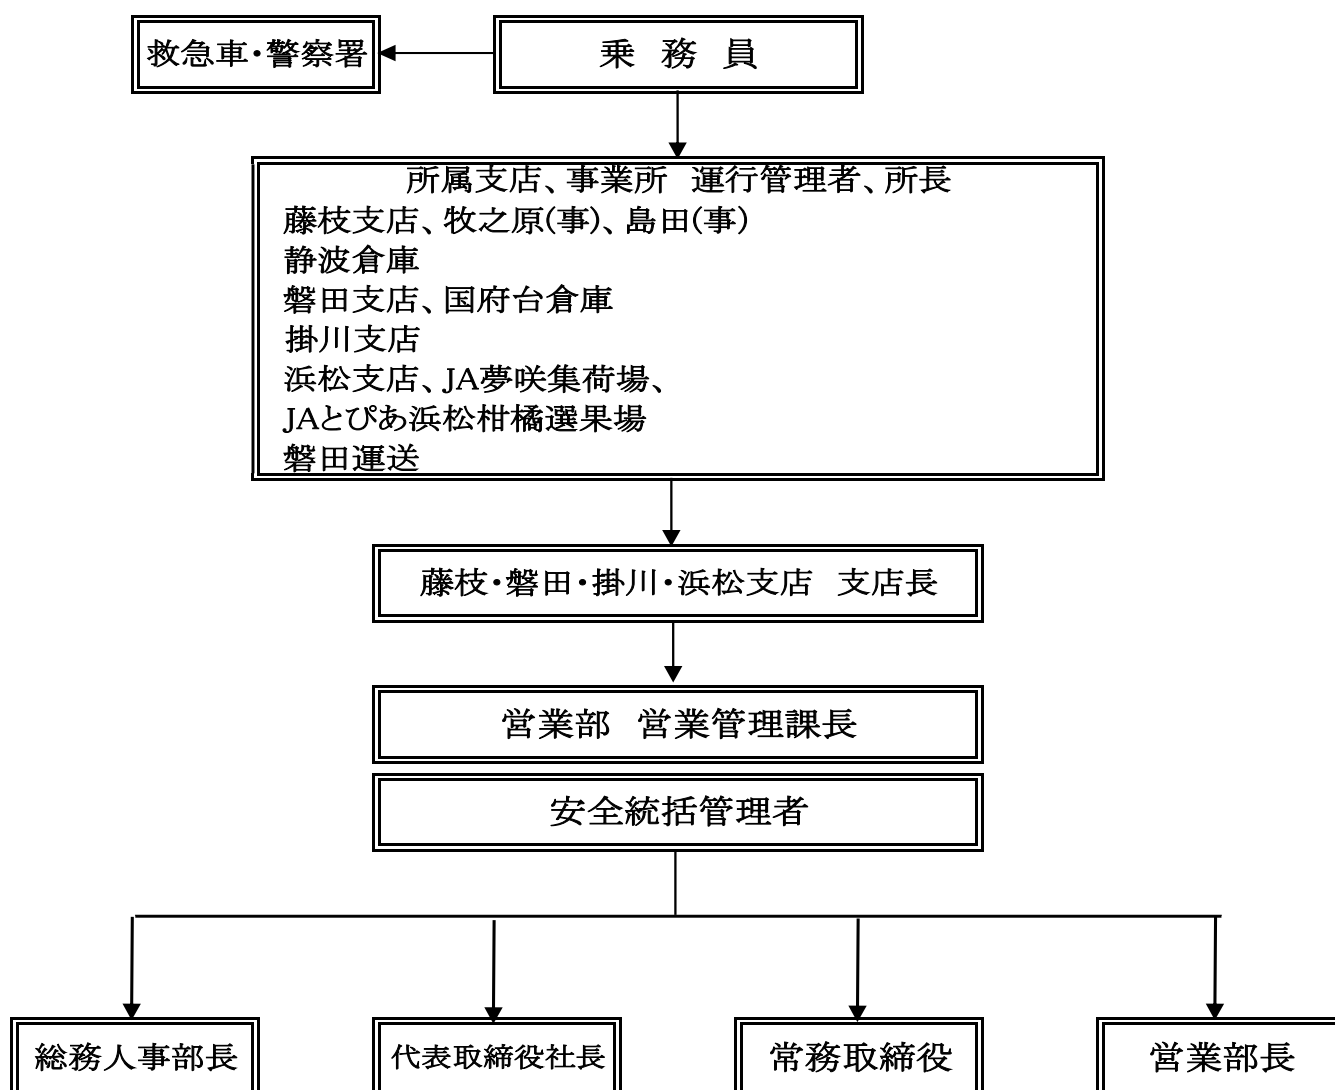 救急車・警察署
乗　務　員
所属支店、事業所　運行管理者、所長
藤枝支店、牧之原(事)、島田(事)
静波倉庫
磐田支店、国府台倉庫
掛川支店
浜松支店、JA夢咲集荷場、
JAとぴあ浜松柑橘選果場
磐田運送
藤枝・磐田・掛川・浜松支店　支店長
営業部　営業管理課長
安全統括管理者
総務人事部長
代表取締役社長
常務取締役
営業部長